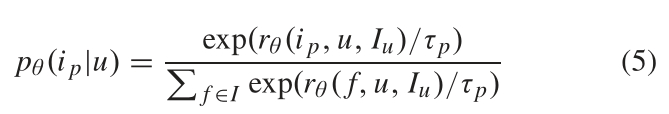 p_θ(i_p|u) = exp(r_θ(i_p, u, I_u)/τ_p) / ∑_{f∈I} exp(r_θ(f, u, I_u)/τ_p) (5)